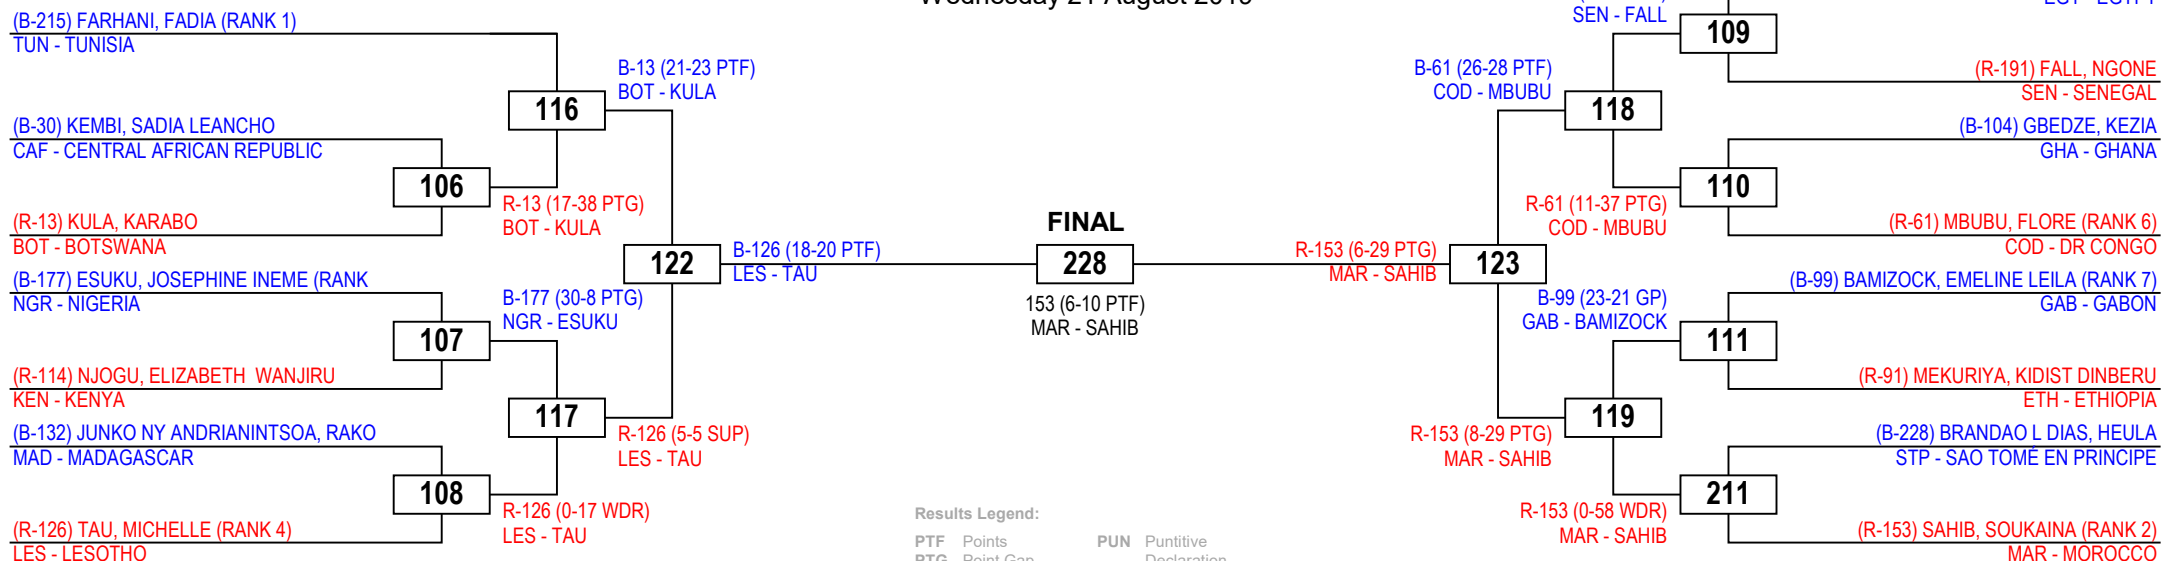 Wednesday 21 August 2019
(B-215) FARHANI, FADIA (RANK 1)
TUN - TUNISIA
B-13 (21-23 PTF)
BOT - KULA
116
(B-30) KEMBI, SADIA LEANCHO
CAF - CENTRAL AFRICAN REPUBLIC
106
R-13 (17-38 PTG)
BOT - KULA
(R-13) KULA, KARABO
BOT - BOTSWANA
122
B-126 (18-20 PTF)
LES - TAU
(B-177) ESUKU, JOSEPHINE INEME (RANK
NGR - NIGERIA
B-177 (30-8 PTG)
NGR - ESUKU
107
(R-114) NJOGU, ELIZABETH WANJIRU
KEN - KENYA
117
R-126 (5-5 SUP)
LES - TAU
(B-132) JUNKO NY ANDRIANINTSOA, RAKO
MAD - MADAGASCAR
108
R-126 (0-17 WDR)
LES - TAU
(R-126) TAU, MICHELLE (RANK 4)
LES - LESOTHO
FINAL
228
153 (6-10 PTF)
MAR - SAHIB
Results Legend:
PTF Points PUN Puntitive
PTG Point Gap Declaration
SEN - FALL
109
(R-191) FALL, NGONE
SEN - SENEGAL
B-61 (26-28 PTF)
COD - MBUBU
118
(B-104) GBEDZE, KEZIA
GHA - GHANA
110
R-61 (11-37 PTG)
COD - MBUBU
(R-61) MBUBU, FLORE (RANK 6)
COD - DR CONGO
R-153 (6-29 PTG)
MAR - SAHIB
123
(B-99) BAMIZOCK, EMELINE LEILA (RANK 7)
GAB - GABON
B-99 (23-21 GP)
GAB - BAMIZOCK
111
(R-91) MEKURIYA, KIDIST DINBERU
ETH - ETHIOPIA
119
R-153 (8-29 PTG)
MAR - SAHIB
(B-228) BRANDAO L DIAS, HEULA
STP - SAO TOMÉ EN PRINCIPE
211
R-153 (0-58 WDR)
MAR - SAHIB
(R-153) SAHIB, SOUKAINA (RANK 2)
MAR - MOROCCO